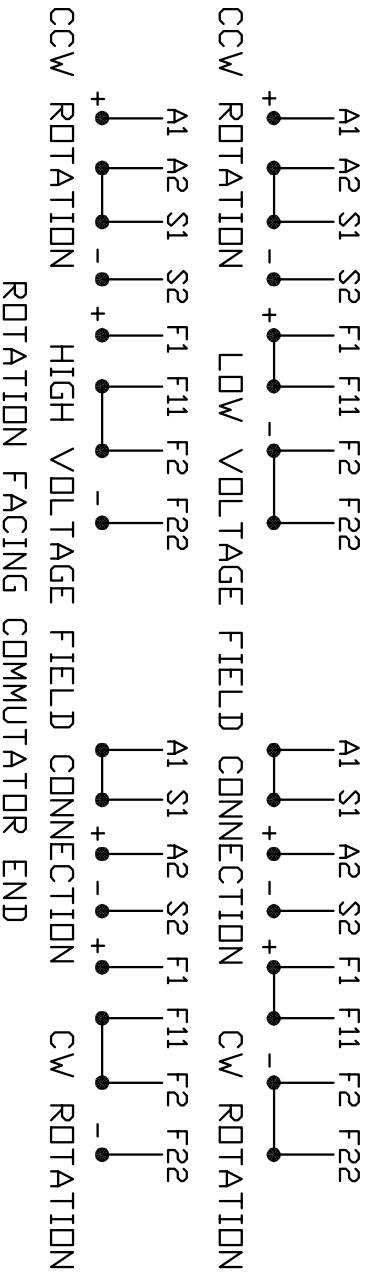 A1 A2 S1 S2 F1 F11 F2 F22 A1 S1 A2 S2 F1 F11 F2 F22
+ - + - + - + -
CCW ROTATION LOW VOLTAGE FIELD CONNECTION CW ROTATION
A1 A2 S1 S2 F1 F11 F2 F22 A1 S1 A2 S2 F1 F11 F2 F22
+ - + - + - + -
CCW ROTATION HIGH VOLTAGE FIELD CONNECTION CW ROTATION
ROTATION FACING COMMUTATOR END